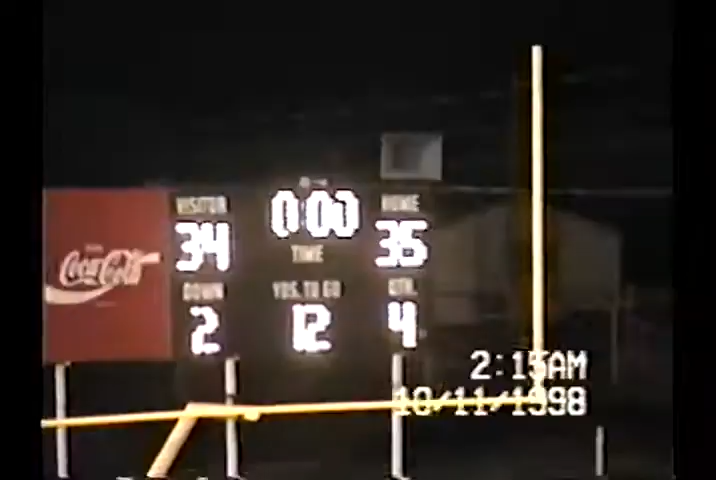 VISITOR 0:00 HOME
34 TIME 35
Coca-Cola
DOWN YDS. TO GO QTR.
2 12 4
2:15AM
10/11/1998